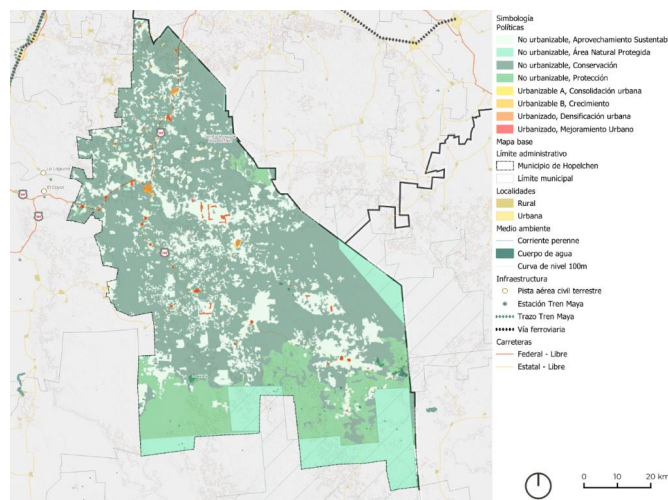 Simbología
Políticas
No urbanizable, Aprovechamiento Sustentab
No urbanizable, Área Natural Protegida
No urbanizable, Conservación
No urbanizable, Protección
Urbanizable A, Consolidación urbana
Urbanizable B, Crecimiento
Urbanizado, Densificación urbana
Urbanizado, Mejoramiento Urbano
Mapa base
Límite administrativo
Municipio de Hopelchen
Límite municipal
Localidades
Rural
Urbana
Medio ambiente
Corriente perenne
Cuerpo de agua
Curva de nivel 100m
Infraestructura
Pista aérea civil terrestre
Estación Tren Maya
Trazo Tren Maya
Vía ferroviaria
Carreteras
Federal - Libre
Estatal - Libre
0 10 20 km